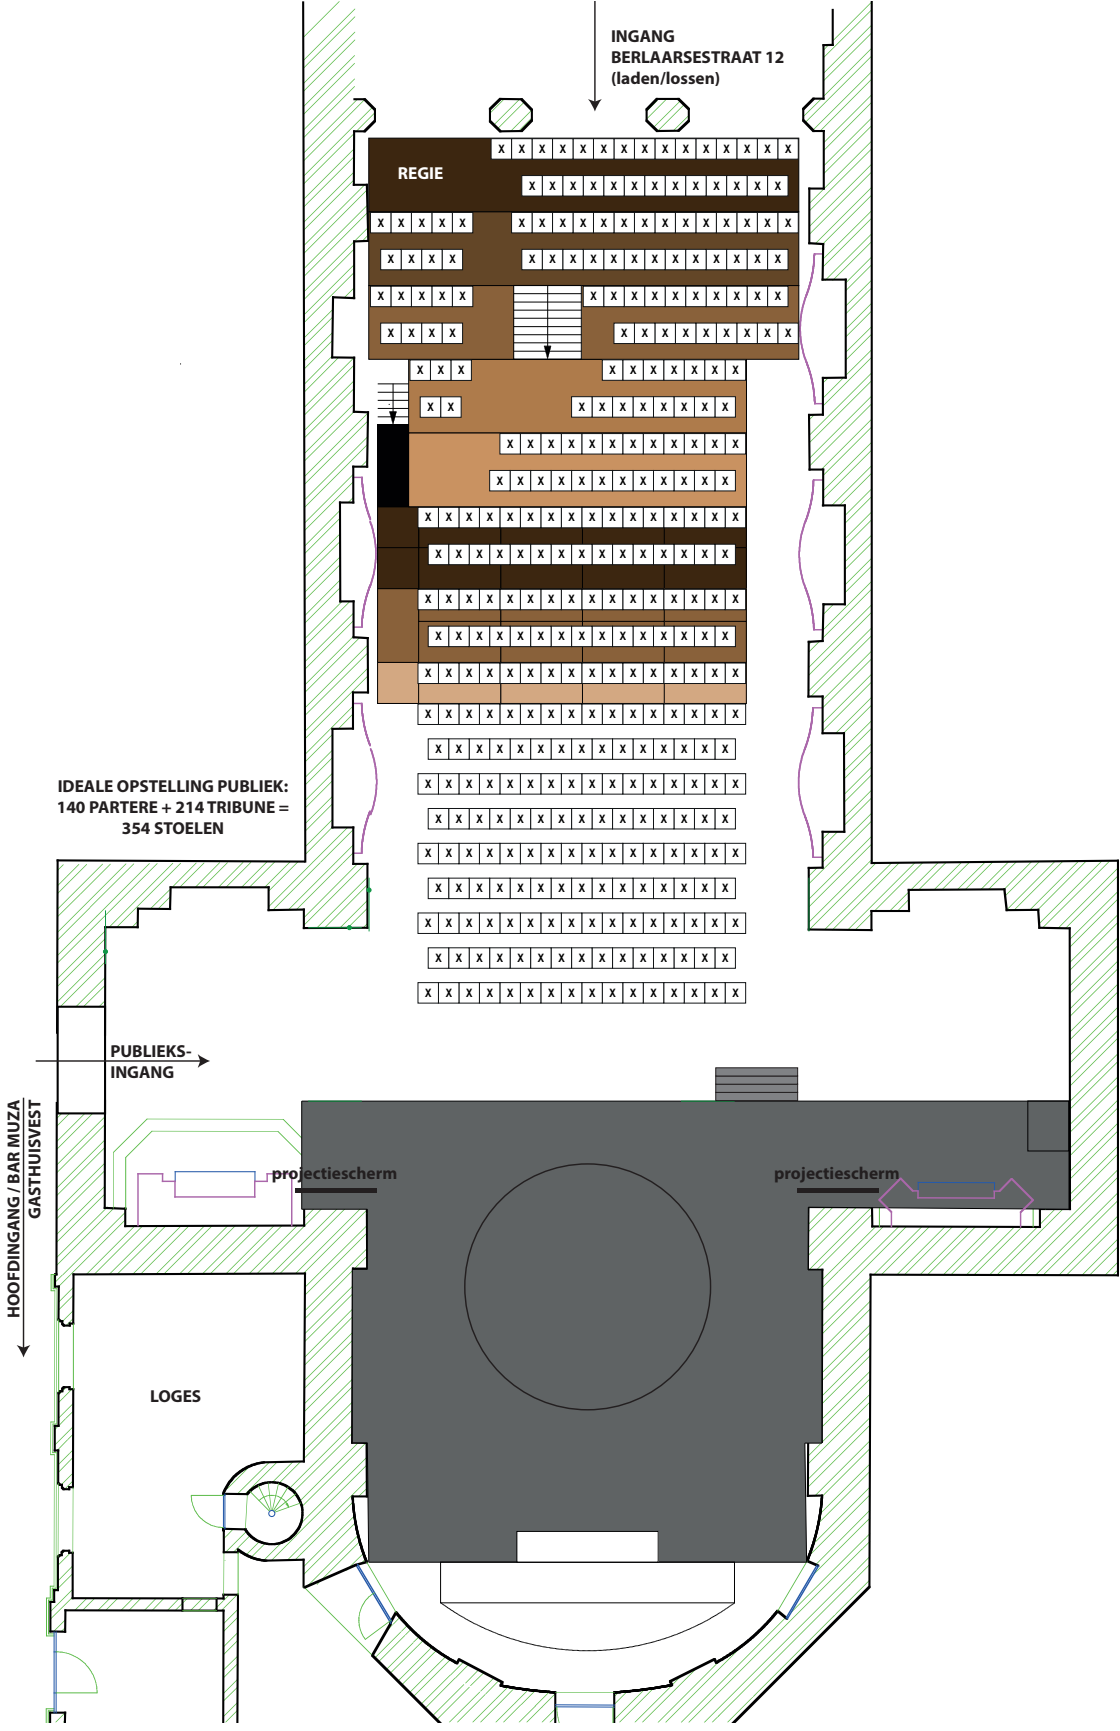 INGANG
BERLAARSESTRAAT 12
(laden/lossen)
X X X X X X X X X X X X X X X
REGIE
X X X X X X X X X X X X X
X X X X X X X X X X X X X X X X X X X
X X X X X X X X X X X X X X X X X
X X X X X X X X X X X X X X X
X X X X X X X X X X X X X
X X X X X X X X X X
X X X X X X X X X X
X X X X X X X X X X X X
X X X X X X X X X X X X
X X X X X X X X X X X X X X X X
X X X X X X X X X X X X X X X
X X X X X X X X X X X X X X X X
X X X X X X X X X X X X X X X
X X X X X X X X X X X X X X X X
X X X X X X X X X X X X X X X X
X X X X X X X X X X X X X X X
X X X X X X X X X X X X X X X X
X X X X X X X X X X X X X X X
X X X X X X X X X X X X X X X X
X X X X X X X X X X X X X X X
X X X X X X X X X X X X X X X X
X X X X X X X X X X X X X X X
X X X X X X X X X X X X X X X X
IDEALE OPSTELLING PUBLIEK:
140 PARTERE + 214 TRIBUNE =
354 STOELEN
PUBLIEKS-
INGANG
HOOFDINGANG / BAR MUZA
GASTHUISVEST
projectiescherm
projectiescherm
LOGES